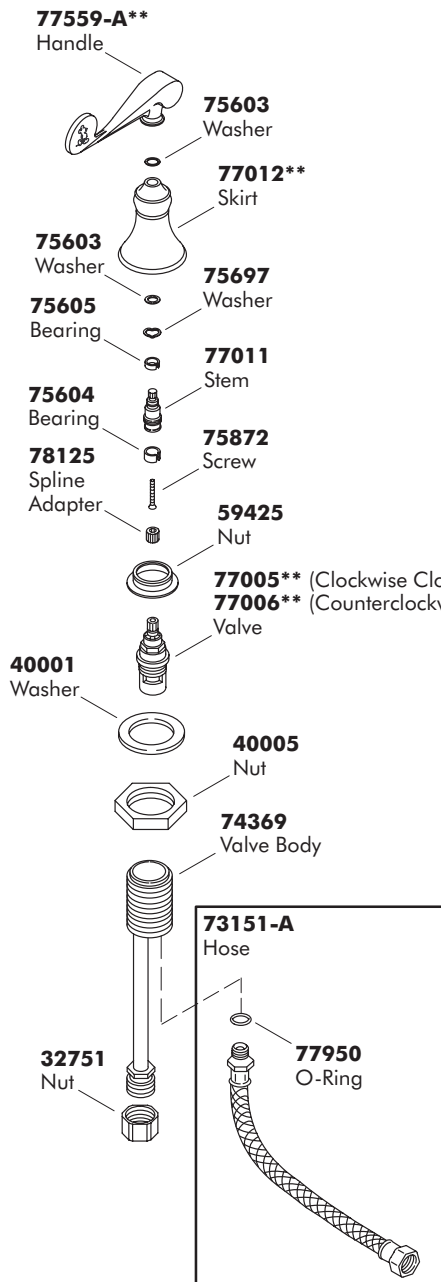 77559-A**
Handle
75603
Washer
77012**
Skirt
75603
Washer
75697
Washer
75605
Bearing
77011
Stem
75604
Bearing
75872
Screw
78125
Spline
Adapter
59425
Nut
77005** (Clockwise Clo
77006** (Counterclockw
Valve
40001
Washer
40005
Nut
74369
Valve Body
73151-A
Hose
77950
O-Ring
32751
Nut